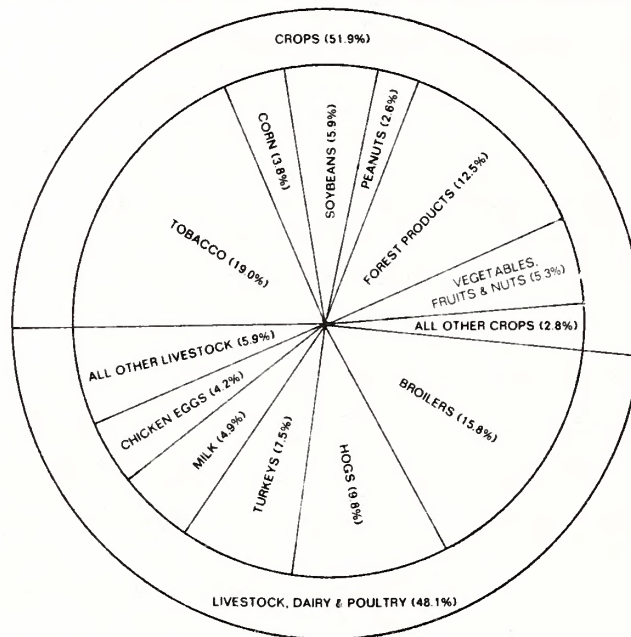 CROPS (51.9%)
TOBACCO (19.0%)
CORN (3.8%)
SOYBEANS (5.9%)
PEANUTS (2.6%)
FOREST PRODUCTS (12.5%)
VEGETABLES,
FRUITS & NUTS (5.3%)
ALL OTHER CROPS (2.8%)
BROILERS (15.8%)
HOGS (9.8%)
TURKEYS (7.5%)
MILK (4.9%)
CHICKEN EGGS (4.2%)
ALL OTHER LIVESTOCK (5.9%)
LIVESTOCK, DAIRY & POULTRY (48.1%)